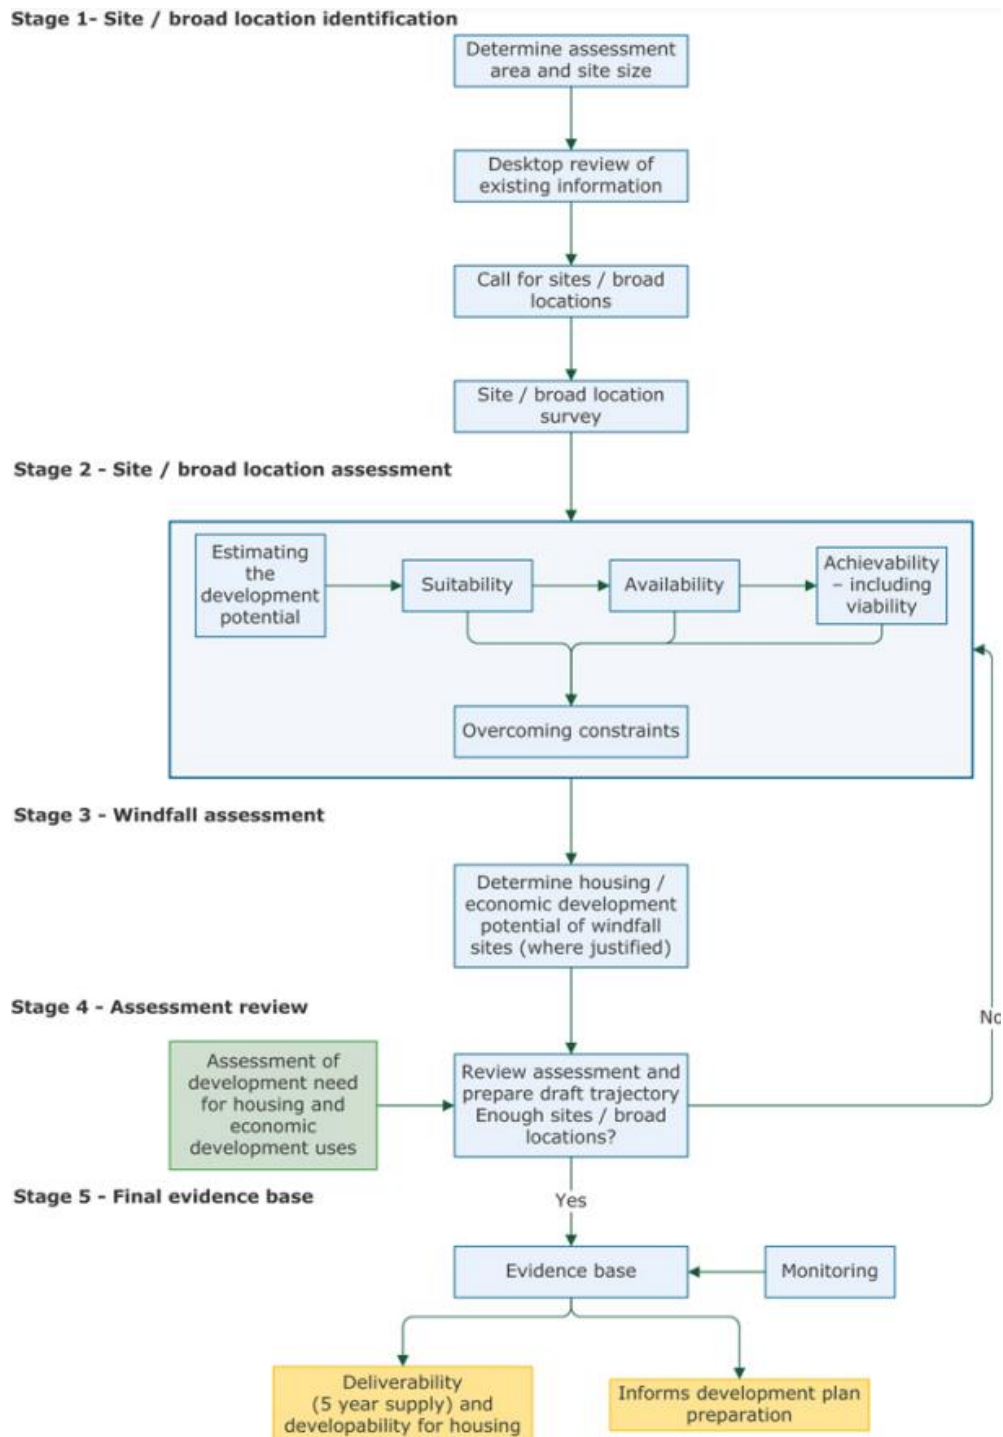 Stage 1- Site / broad location identification
Determine assessment
area and site size
Desktop review of
existing information
Call for sites / broad
locations
Site / broad location
survey
Stage 2 - Site / broad location assessment
Estimating
the
development
potential
Suitability
Availability
Achievability
– including
viability
Overcoming constraints
Stage 3 - Windfall assessment
Determine housing /
economic development
potential of windfall
sites (where justified)
Stage 4 - Assessment review
No
Assessment of
development need
for housing and
economic
development uses
Review assessment and
prepare draft trajectory
Enough sites / broad
locations?
Stage 5 - Final evidence base
Yes
Evidence base
Monitoring
Deliverability
(5 year supply) and
developability for housing
Informs development plan
preparation